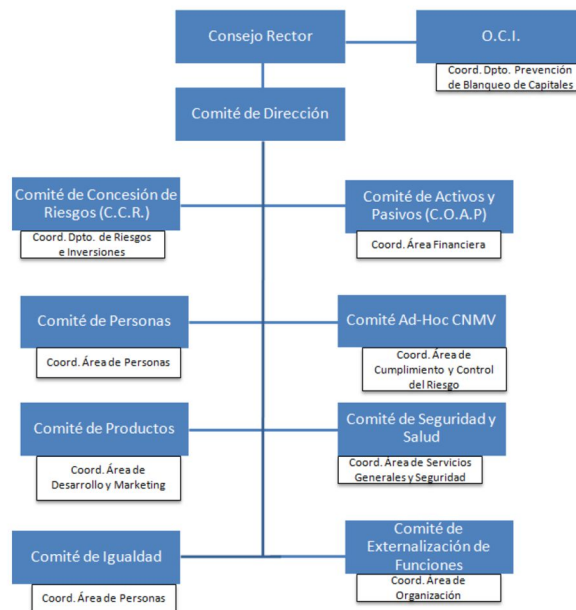 Consejo Rector
O.C.I.
Coord. Dpto. Prevención
de Blanqueo de Capitales
Comité de Dirección
Comité de Concesión de
Riesgos (C.C.R.)
Coord. Dpto. de Riesgos
e Inversiones
Comité de Activos y
Pasivos (C.O.A.P)
Coord. Área Financiera
Comité de Personas
Coord. Área de Personas
Comité Ad-Hoc CNMV
Coord. Área de
Cumplimiento y Control
del Riesgo
Comité de Productos
Coord. Área de
Desarrollo y Marketing
Comité de Seguridad y
Salud
Coord. Área de Servicios
Generales y Seguridad
Comité de Igualdad
Coord. Área de Personas
Comité de
Externalización de
Funciones
Coord. Área de
Organización